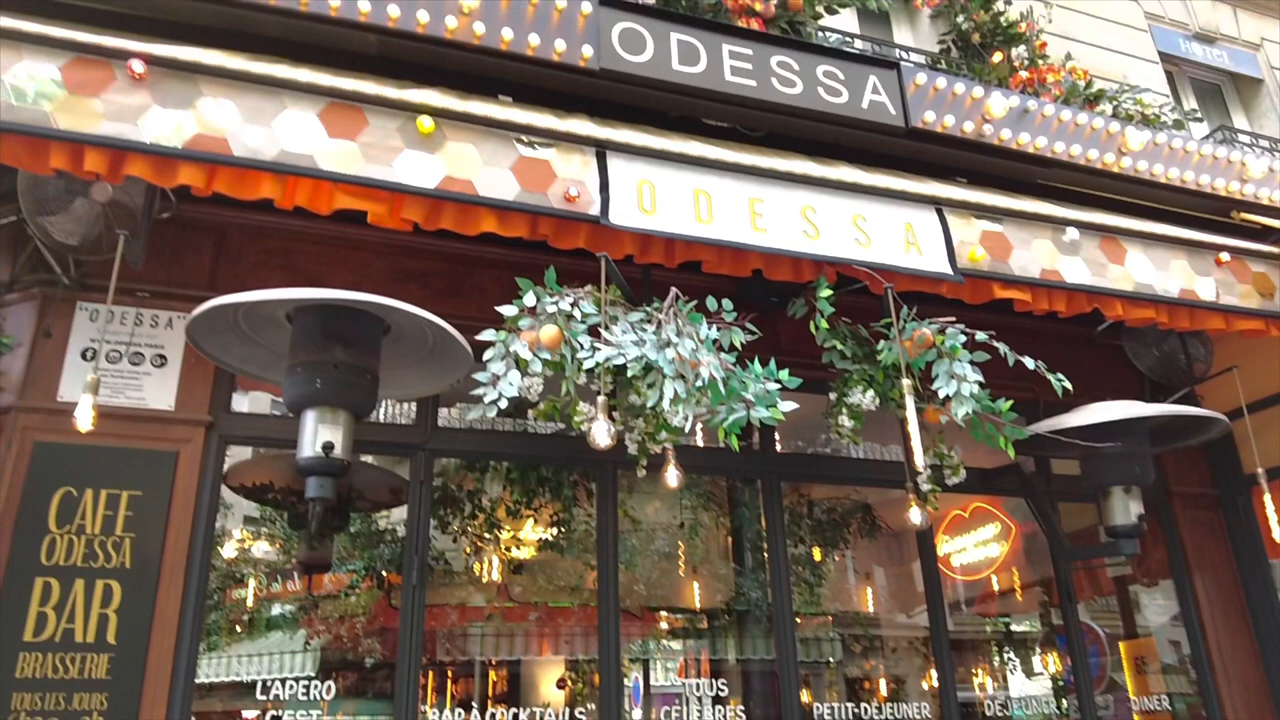 ODESSA
HOTEL
ODESSA
"ODESSA"
CAFE
ODESSA
BAR
BRASSERIE
TOUS LES JOURS
L'APERO
C'EST
"BAR À COCKTAILS"
TOUS
CÉLÈBRES
PETIT-DÉJEUNER
DÉJEUNER
DINER